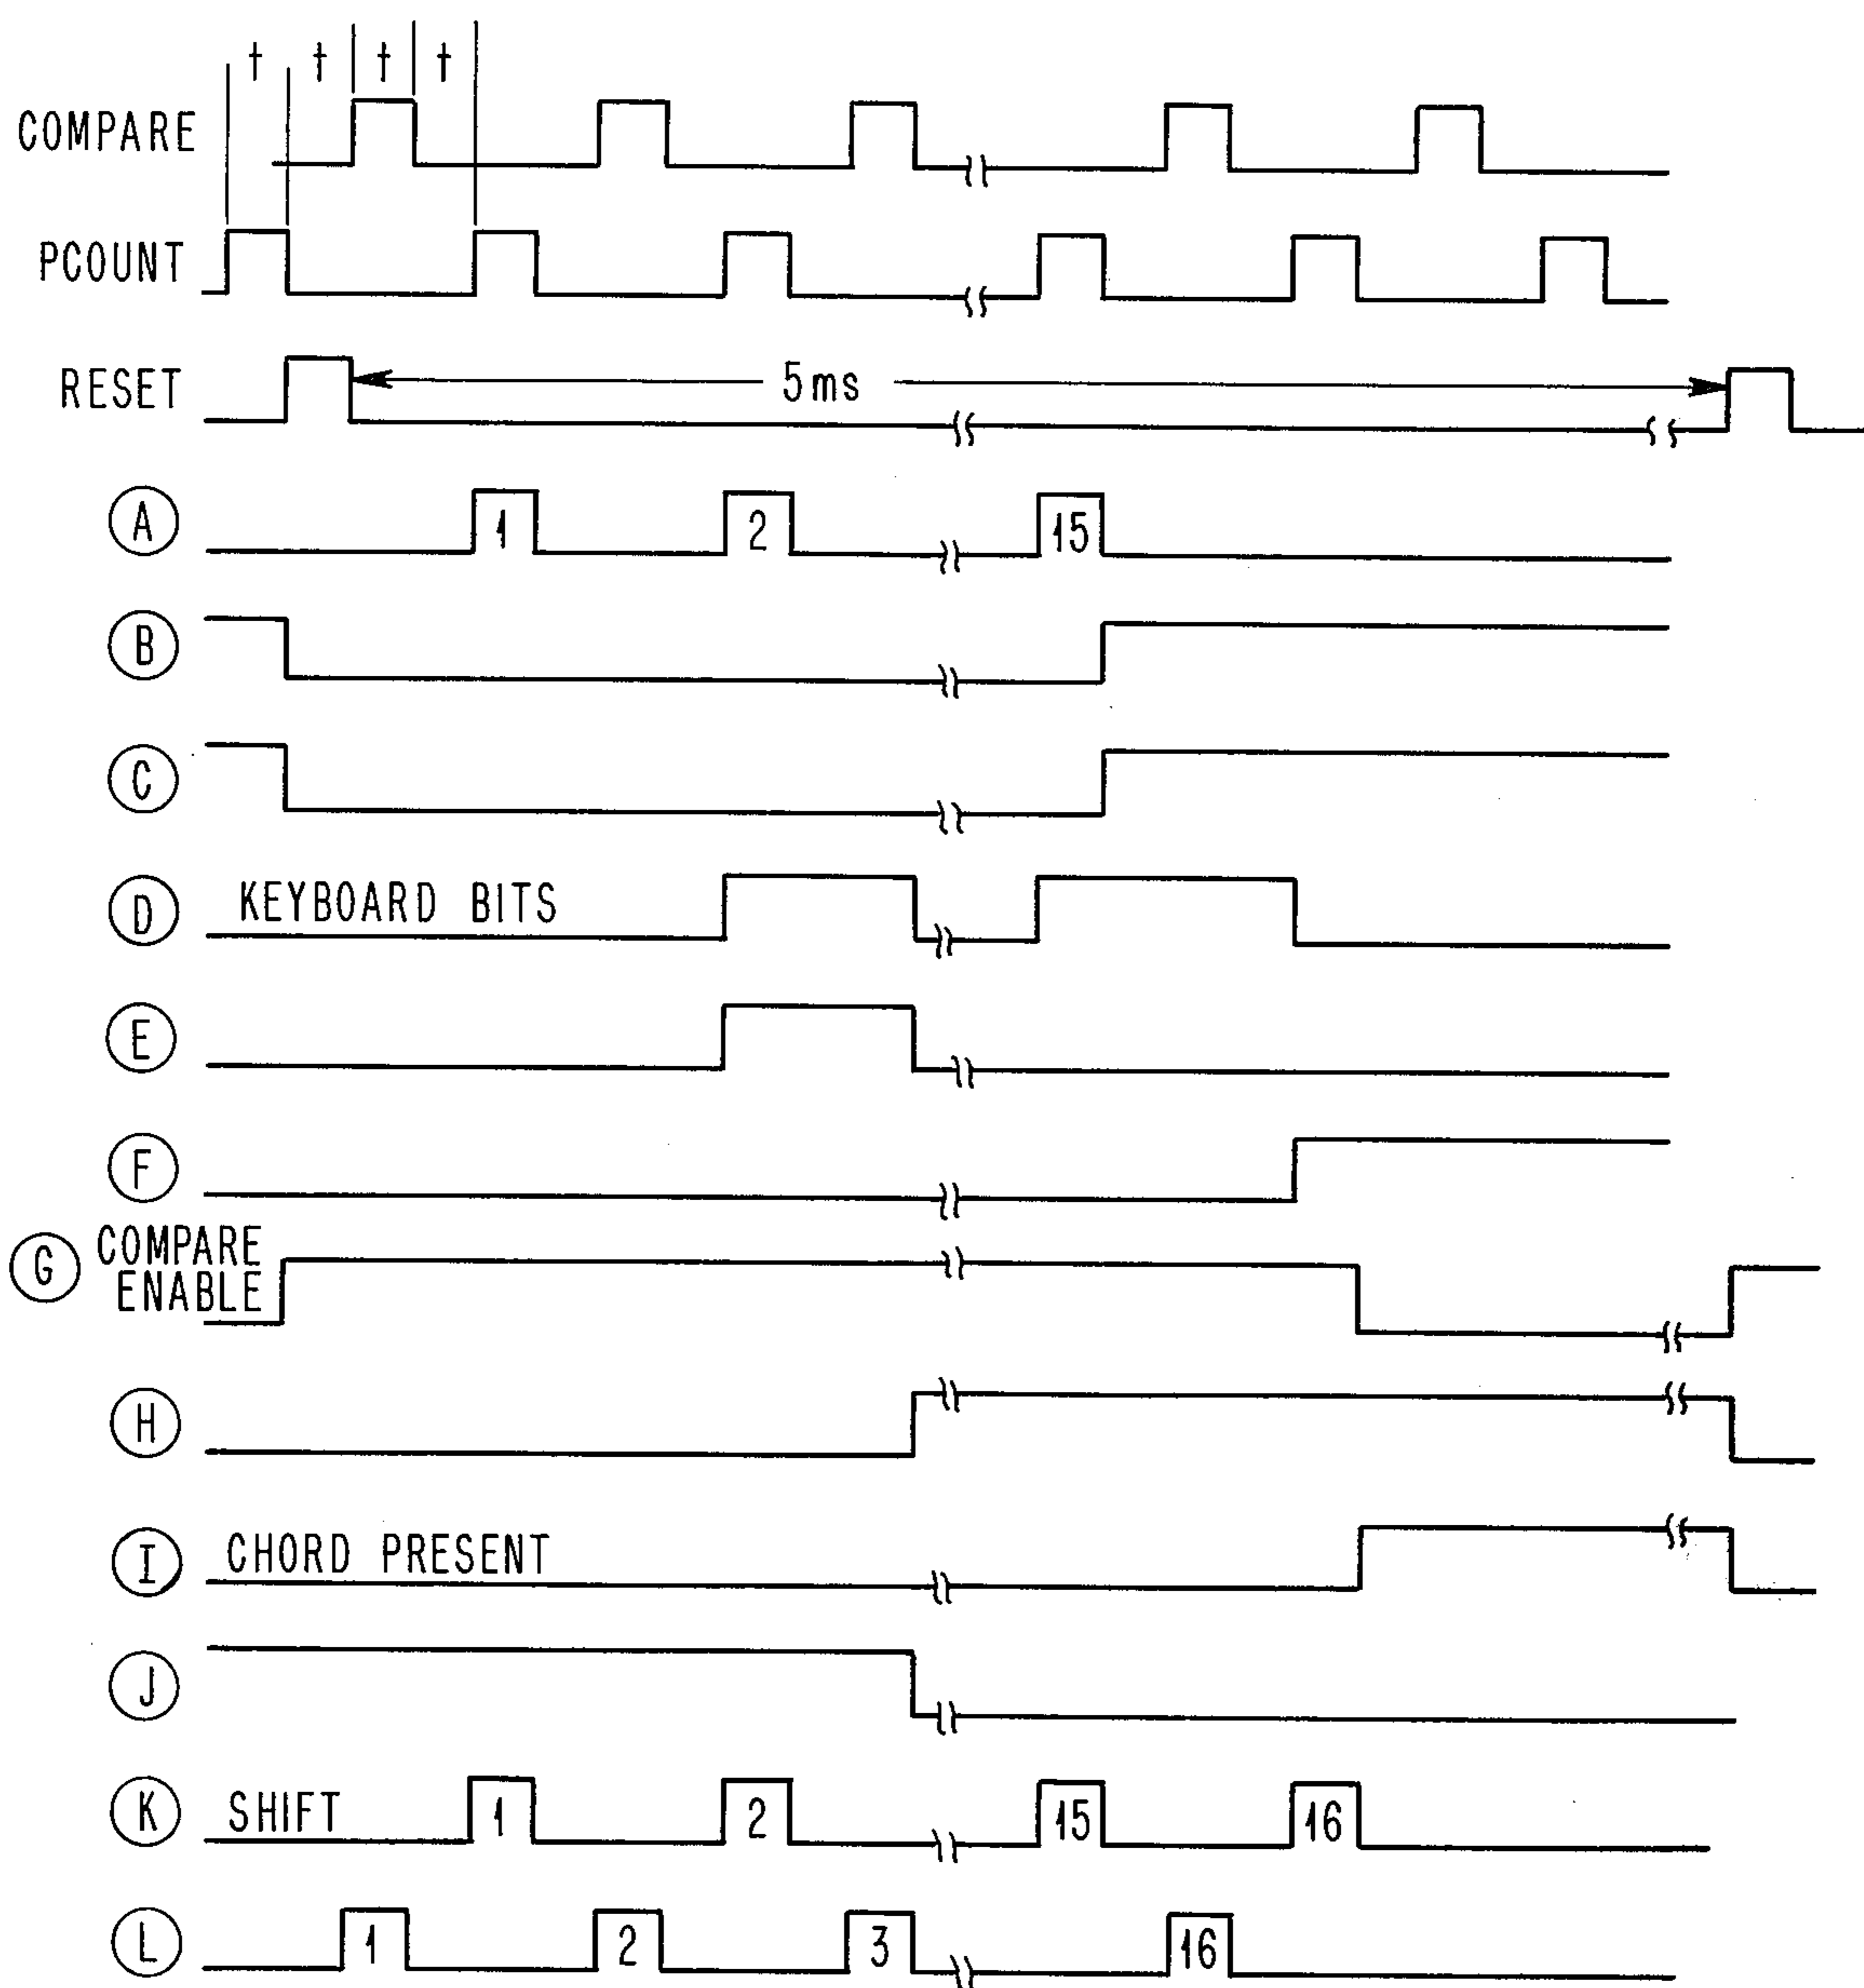 t t t t
COMPARE
PCOUNT
RESET 5ms
A 1 2 15
B
C
D KEYBOARD BITS
E
F
G COMPARE
ENABLE
H
I CHORD PRESENT
J
K SHIFT 1 2 15 16
L 1 2 3 16